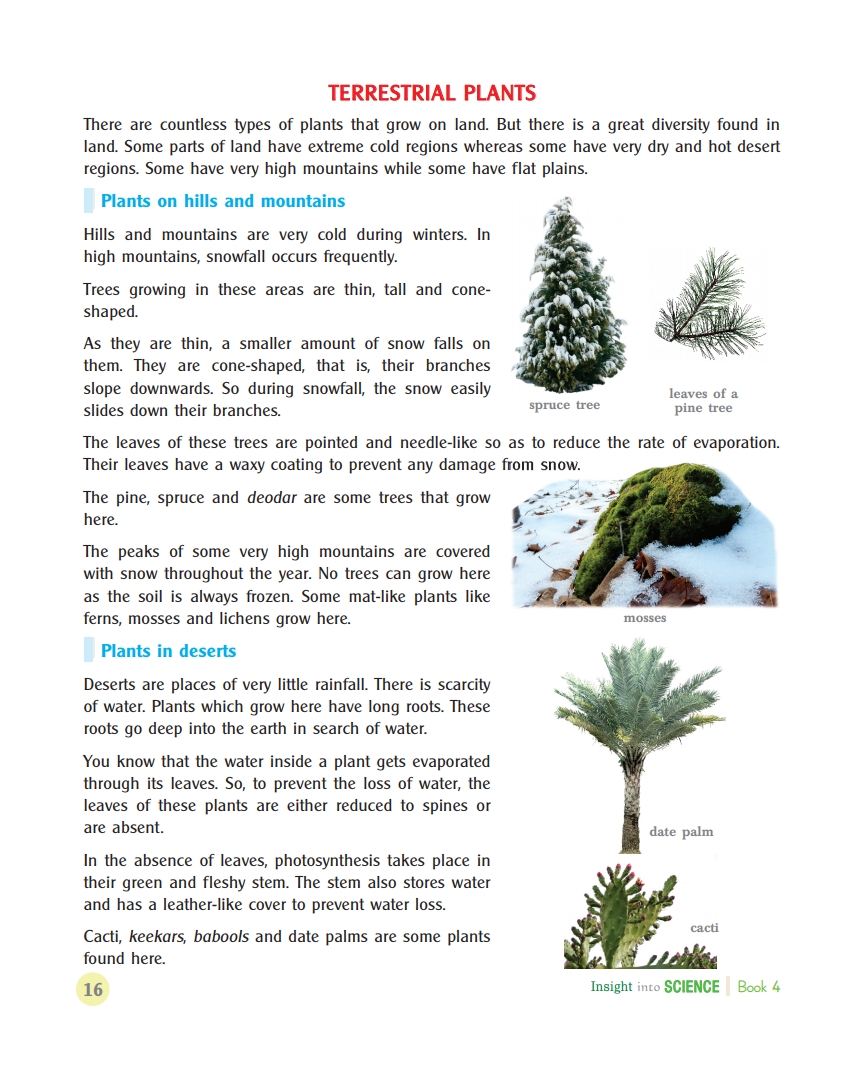 TERRESTRIAL PLANTS
There are countless types of plants that grow on land. But there is a great diversity found in
land. Some parts of land have extreme cold regions whereas some have very dry and hot desert
regions. Some have very high mountains while some have flat plains.
Plants on hills and mountains
Hills and mountains are very cold during winters. In
high mountains, snowfall occurs frequently.
Trees growing in these areas are thin, tall and cone-
shaped.
As they are thin, a smaller amount of snow falls on
them. They are cone-shaped, that is, their branches
slope downwards. So during snowfall, the snow easily
slides down their branches.
spruce tree
leaves of a
pine tree
The leaves of these trees are pointed and needle-like so as to reduce the rate of evaporation.
Their leaves have a waxy coating to prevent any damage from snow.
The pine, spruce and deodar are some trees that grow
here.
The peaks of some very high mountains are covered
with snow throughout the year. No trees can grow here
as the soil is always frozen. Some mat-like plants like
ferns, mosses and lichens grow here.
mosses
Plants in deserts
Deserts are places of very little rainfall. There is scarcity
of water. Plants which grow here have long roots. These
roots go deep into the earth in search of water.
You know that the water inside a plant gets evaporated
through its leaves. So, to prevent the loss of water, the
leaves of these plants are either reduced to spines or
are absent.
date palm
In the absence of leaves, photosynthesis takes place in
their green and fleshy stem. The stem also stores water
and has a leather-like cover to prevent water loss.
cacti
Cacti, keekars, babools and date palms are some plants
found here.
16
Insight into SCIENCE Book 4